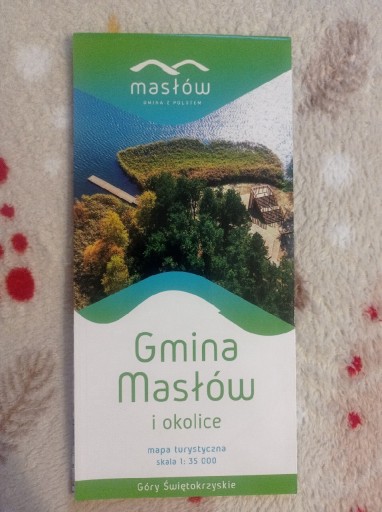 masłów
GMINA Z POLOTEM
Gmina
Masłów
i okolice
mapa turystyczna
skala 1: 35 000
Góry Świętokrzyskie